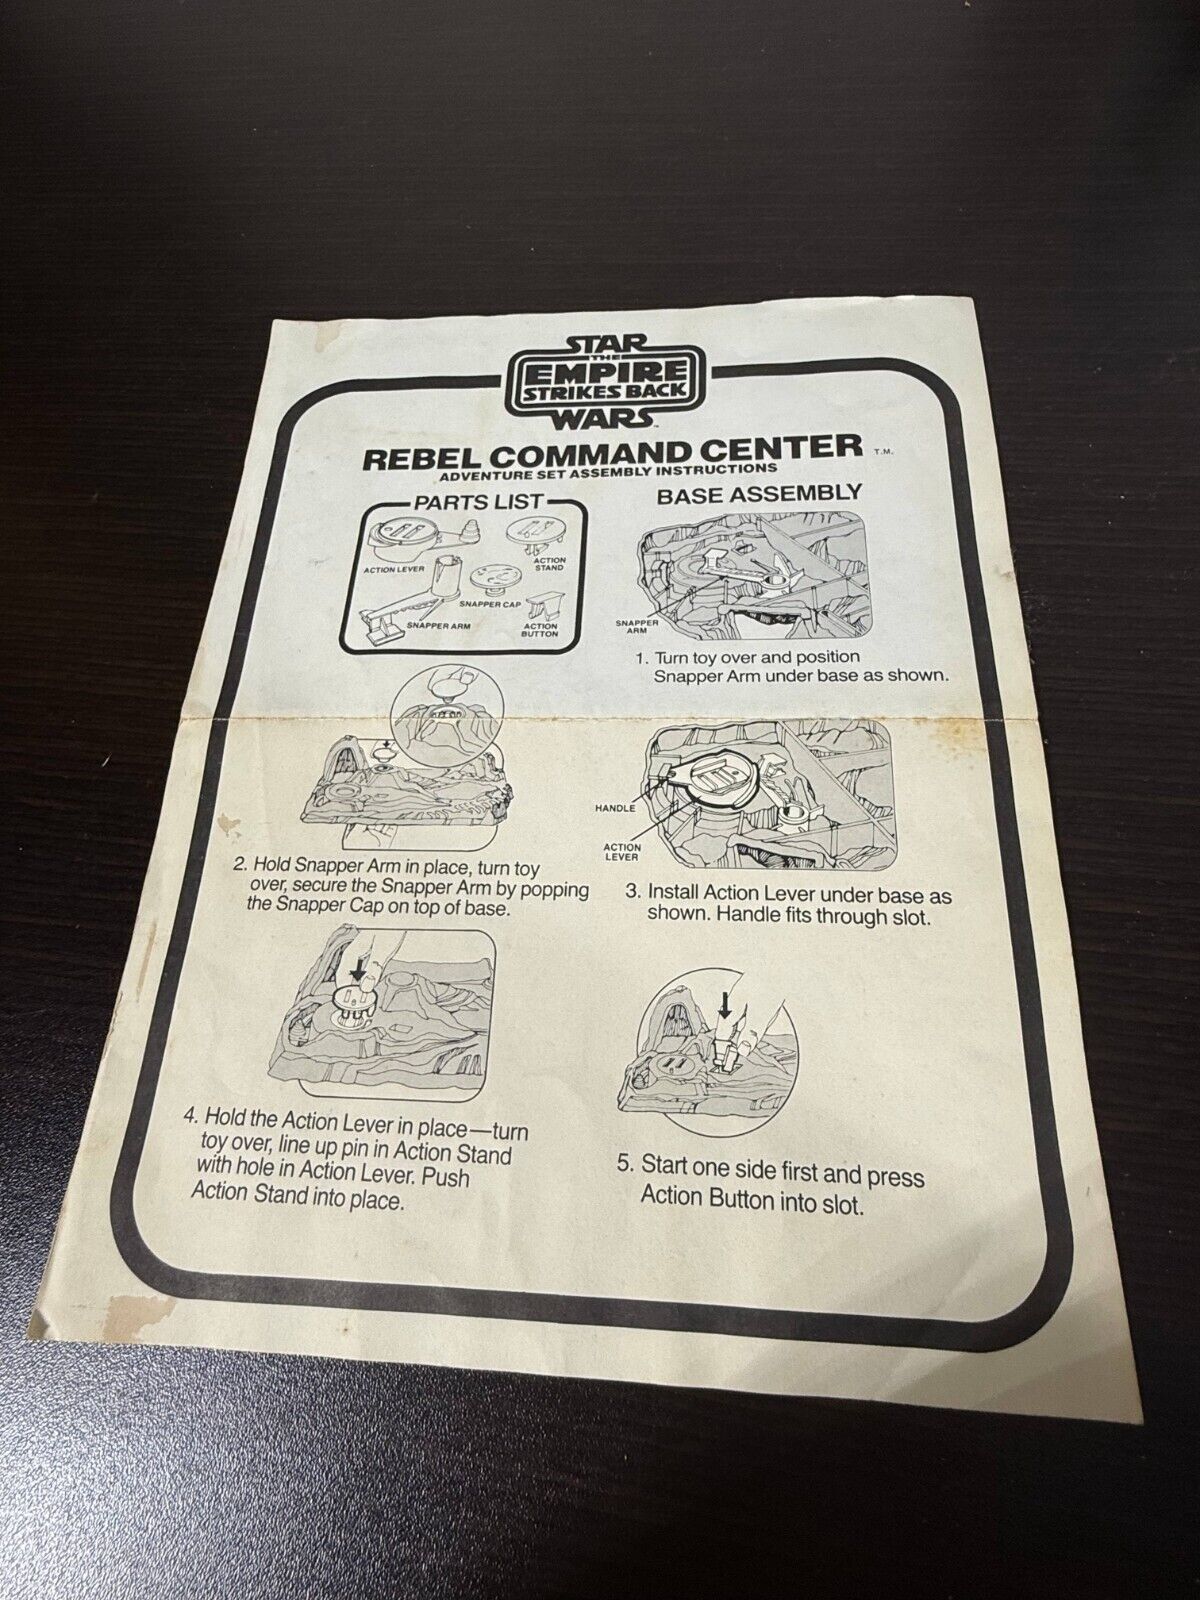 STAR
THE
EMPIRE
STRIKES BACK
WARS
REBEL COMMAND CENTER T.M.
ADVENTURE SET ASSEMBLY INSTRUCTIONS
PARTS LIST
ACTION LEVER
ACTION
STAND
SNAPPER CAP
SNAPPER ARM
ACTION
BUTTON
BASE ASSEMBLY
SNAPPER
ARM
1. Turn toy over and position
Snapper Arm under base as shown.
2. Hold Snapper Arm in place, turn toy
over, secure the Snapper Arm by popping
the Snapper Cap on top of base.
HANDLE
ACTION
LEVER
3. Install Action Lever under base as
shown. Handle fits through slot.
4. Hold the Action Lever in place—turn
toy over, line up pin in Action Stand
with hole in Action Lever. Push
Action Stand into place.
5. Start one side first and press
Action Button into slot.